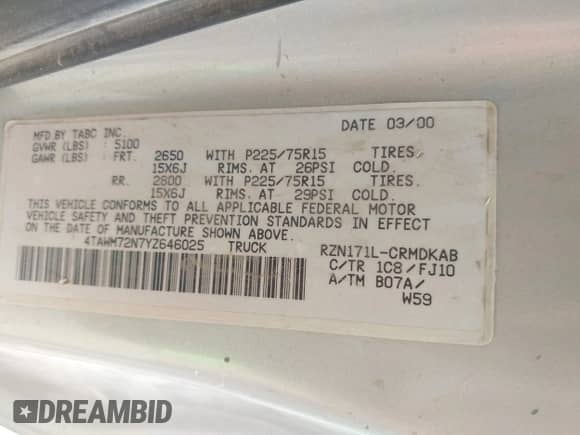 MFD BY TABC INC. DATE 03/00
GVWR (LBS) : 5100
GAWR (LBS) : FRT. 2650 WITH P225/75R15 TIRES,
15X6J RIMS, AT 26PSI COLD.
RR. 2800 WITH P225/75R15 TIRES,
15X6J RIMS, AT 29PSI COLD.
THIS VEHICLE CONFORMS TO ALL APPLICABLE FEDERAL MOTOR
VEHICLE SAFETY AND THEFT PREVENTION STANDARDS IN EFFECT
ON THE DATE OF MANUFACTURE SHOWN ABOVE.
4TAWM72N7YZ646025 TRUCK RZN171L-CRMDKAB
C/TR 1C8/FJ10
A/TM B07A/
W59
DREAMBID